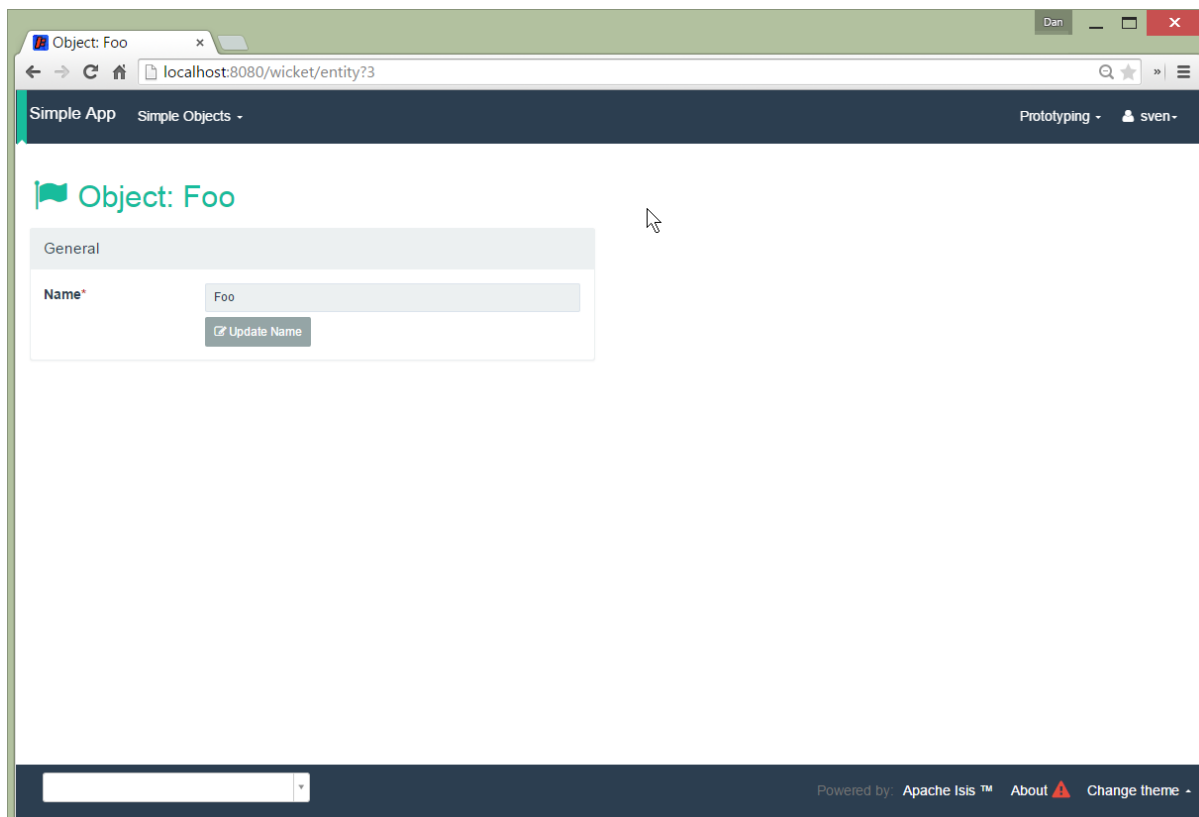 Dan
Object: Foo
localhost:8080/wicket/entity?3
Simple App Simple Objects Prototyping sven
Object: Foo
General
Name* Foo
Update Name
Powered by: Apache Isis ™ About Change theme